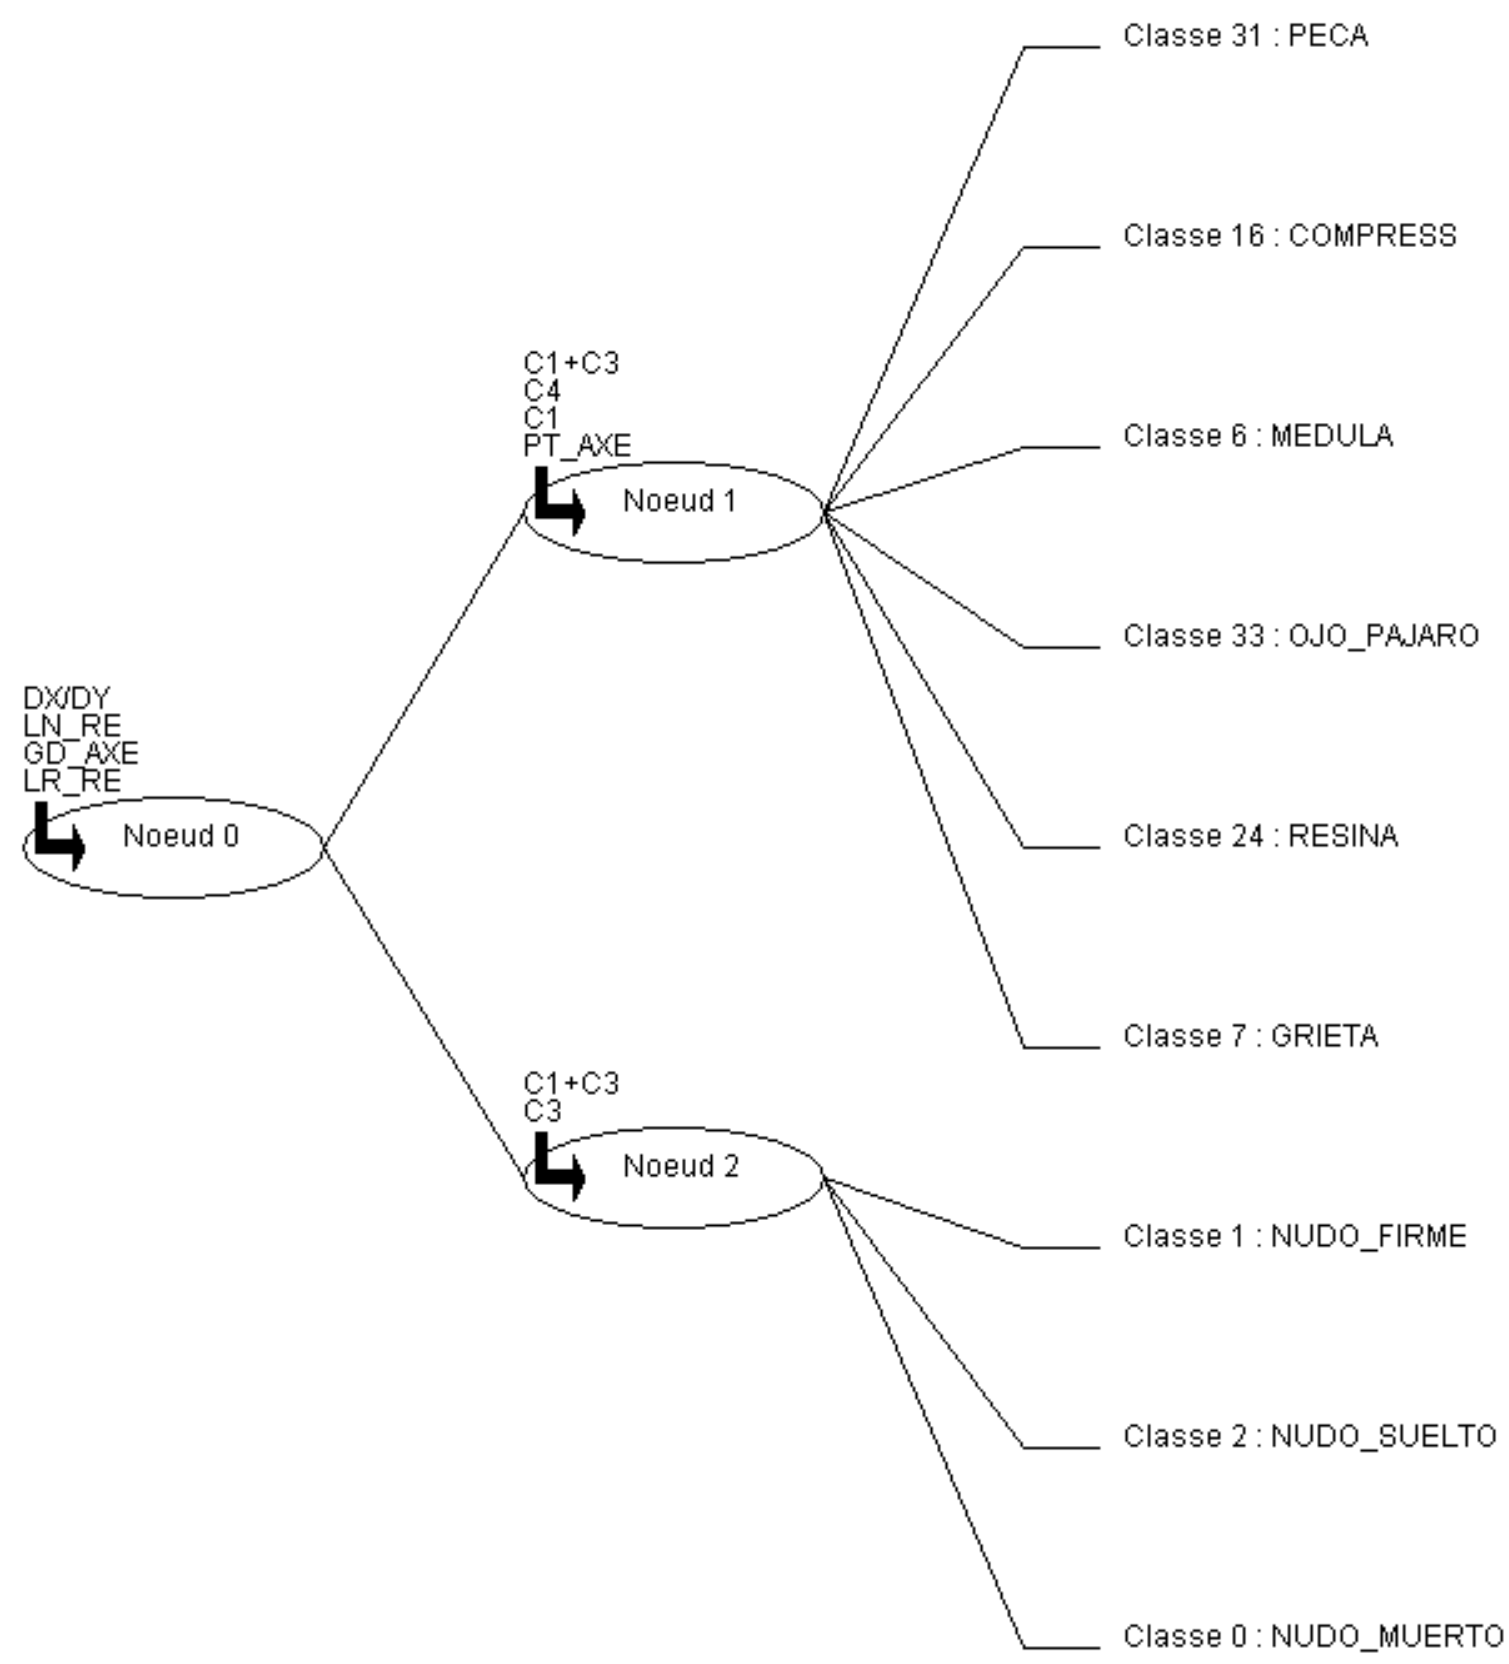 Classe 31 : PECA
Classe 16 : COMPRESS
C1+C3
C4
C1
PT_AXE
Classe 6 : MEDULA
Noeud 1
Classe 33 : OJO_PAJARO
DX/DY
LN_RE
GD_AXE
LR_RE
Noeud 0
Classe 24 : RESINA
Classe 7 : GRIETA
C1+C3
C3
Noeud 2
Classe 1 : NUDO_FIRME
Classe 2 : NUDO_SUELTO
Classe 0 : NUDO_MUERTO